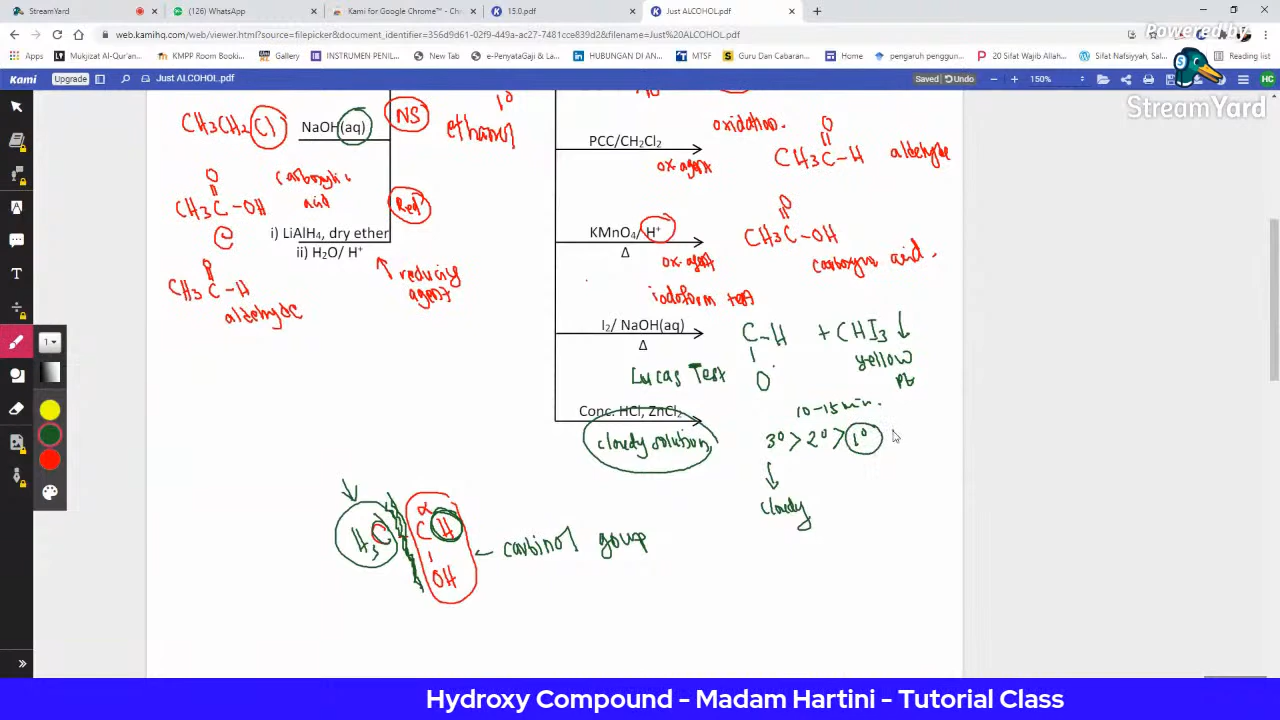 StreamYard
(126) WhatsApp
Kami for Google Chrome™ - Chr
15.0.pdf
Just ALCOHOL.pdf
web.kamihq.com/web/viewer.html?source=filepicker&document_identifier=356d9561-02f9-449a-ac27-7481cce839d2&filename=Just%20ALCOHOL.pdf
Powered by
StreamYard
Apps
Mukjizat Al-Qur'an...
KMPP Room Booking...
Gallery
INSTRUMEN PENIL...
New Tab
e-PenyataGaji & La...
HUBUNGAN DI AN...
MTSF
Guru Dan Cabaran...
Home
pengaruh penggun...
20 Sifat Wajib Allah...
Sifat Nafsiyyah, Sal...
Reading list
Kami
Upgrade
Just ALCOHOL.pdf
Saved
Undo
150%
HC
CH3CH2Cl
NaOH(aq)
NS
1°
ethanol
oxidation.
PCC/CH2Cl2
ox. agent
O
CH3C-H aldehyde
O
CH3C-OH
carboxylic
acid
Red
i) LiAlH4, dry ether
ii) H2O/ H+
reducing
agent
O
CH3C-H
aldehyde
KMnO4/ H+
Δ
ox. agent
O
CH3C-OH
carboxylic acid.
iodoform test
I2/ NaOH(aq)
Δ
C-H + CHI3 ↓
O
yellow
ppt
Lucas Test
Conc. HCl, ZnCl2
cloudy solution
10-15 min.
3° > 2° > 1°
cloudy
H3C
α
C H
OH
carbinol group
1
Hydroxy Compound - Madam Hartini - Tutorial Class